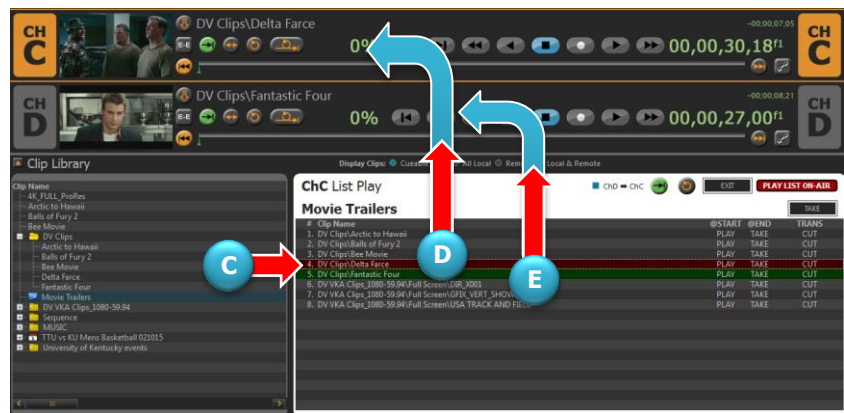 CH
C
DV Clips\Delta Farce
E-E
0%
-00;00;07;05
00,00,30,18f1
CH
C
CH
D
DV Clips\Fantastic Four
E-E
0%
-00;00;08;21
00,00,27,00f1
CH
D
Clip Library
Display Clips: Cueable All Local Local & Remote
Clip Name
4K_FULL_ProRes
Arctic to Hawaii
Balls of Fury 2
Bee Movie
DV Clips
Arctic to Hawaii
Balls of Fury 2
Bee Movie
Delta Farce
Fantastic Four
Movie Trailers
DV VKA Clips_1080-59.94
Sequence
MUSIC
TTU vs KU Mens Basketball 021015
University of Kentucky events
ChC List Play
ChD ➡ ChC
EXIT
PLAY LIST ON-AIR
Movie Trailers
TAKE
# Clip Name @START @END TRANS
1. DV Clips\Arctic to Hawaii PLAY TAKE CUT
2. DV Clips\Balls of Fury 2 PLAY TAKE CUT
3. DV Clips\Bee Movie PLAY TAKE CUT
4. DV Clips\Delta Farce PLAY TAKE CUT
5. DV Clips\Fantastic Four PLAY TAKE CUT
6. DV VKA Clips_1080-59.94\Full Screen\DIR_X001 PLAY TAKE CUT
7. DV VKA Clips_1080-59.94\Full Screen\GFIX_VERT_SHOW PLAY TAKE CUT
8. DV VKA Clips_1080-59.94\Full Screen\USA TRACK AND FIELD PLAY TAKE CUT
C
D
E